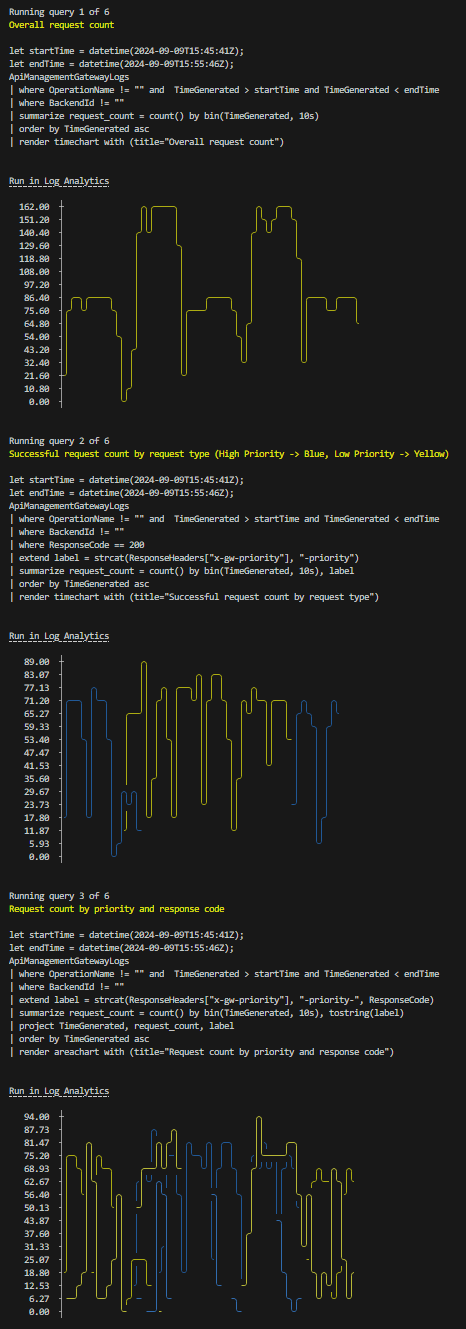 Running query 1 of 6
Overall request count
let startTime = datetime(2024-09-09T15:45:41Z);
let endTime = datetime(2024-09-09T15:55:46Z);
ApiManagementGatewayLogs
| where OperationName != "" and  TimeGenerated > startTime and TimeGenerated < endTime
| where BackendId != ""
| summarize request_count = count() by bin(TimeGenerated, 10s)
| order by TimeGenerated asc
| render timechart with (title="Overall request count")
Run in Log Analytics
162.00
151.20
140.40
129.60
118.80
108.00
97.20
86.40
75.60
64.80
54.00
43.20
32.40
21.60
10.80
0.00
Running query 2 of 6
Successful request count by request type (High Priority -> Blue, Low Priority -> Yellow)
let startTime = datetime(2024-09-09T15:45:41Z);
let endTime = datetime(2024-09-09T15:55:46Z);
ApiManagementGatewayLogs
| where OperationName != "" and  TimeGenerated > startTime and TimeGenerated < endTime
| where BackendId != ""
| where ResponseCode == 200
| extend label = strcat(ResponseHeaders["x-gw-priority"], "-priority")
| summarize request_count = count() by bin(TimeGenerated, 10s), label
| order by TimeGenerated asc
| render timechart with (title="Successful request count by request type")
Run in Log Analytics
89.00
83.07
77.13
71.20
65.27
59.33
53.40
47.47
41.53
35.60
29.67
23.73
17.80
11.87
5.93
0.00
Running query 3 of 6
Request count by priority and response code
let startTime = datetime(2024-09-09T15:45:41Z);
let endTime = datetime(2024-09-09T15:55:46Z);
ApiManagementGatewayLogs
| where OperationName != "" and  TimeGenerated > startTime and TimeGenerated < endTime
| where BackendId != ""
| extend label = strcat(ResponseHeaders["x-gw-priority"], "-priority-", ResponseCode)
| summarize request_count = count() by bin(TimeGenerated, 10s), tostring(label)
| project TimeGenerated, request_count, label
| order by TimeGenerated asc
| render areachart with (title="Request count by priority and response code")
Run in Log Analytics
94.00
87.73
81.47
75.20
68.93
62.67
56.40
50.13
43.87
37.60
31.33
25.07
18.80
12.53
6.27
0.00